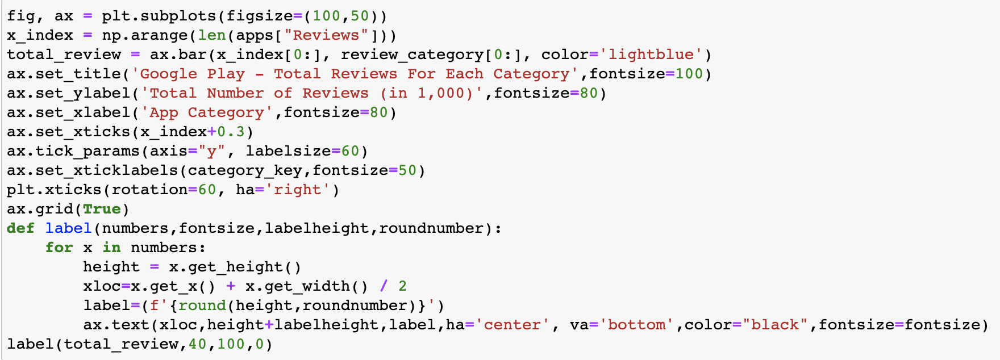 fig, ax = plt.subplots(figsize=(100,50))
x_index = np.arange(len(apps["Reviews"]))
total_review = ax.bar(x_index[0:], review_category[0:], color='lightblue')
ax.set_title('Google Play - Total Reviews For Each Category',fontsize=100)
ax.set_ylabel('Total Number of Reviews (in 1,000)',fontsize=80)
ax.set_xlabel('App Category',fontsize=80)
ax.set_xticks(x_index+0.3)
ax.tick_params(axis="y", labelsize=60)
ax.set_xticklabels(category_key,fontsize=50)
plt.xticks(rotation=60, ha='right')
ax.grid(True)
def label(numbers,fontsize,labelheight,roundnumber):
    for x in numbers:
        height = x.get_height()
        xloc=x.get_x() + x.get_width() / 2
        label=(f'{round(height,roundnumber)}')
        ax.text(xloc,height+labelheight,label,ha='center', va='bottom',color="black",fontsize=fontsize)
label(total_review,40,100,0)